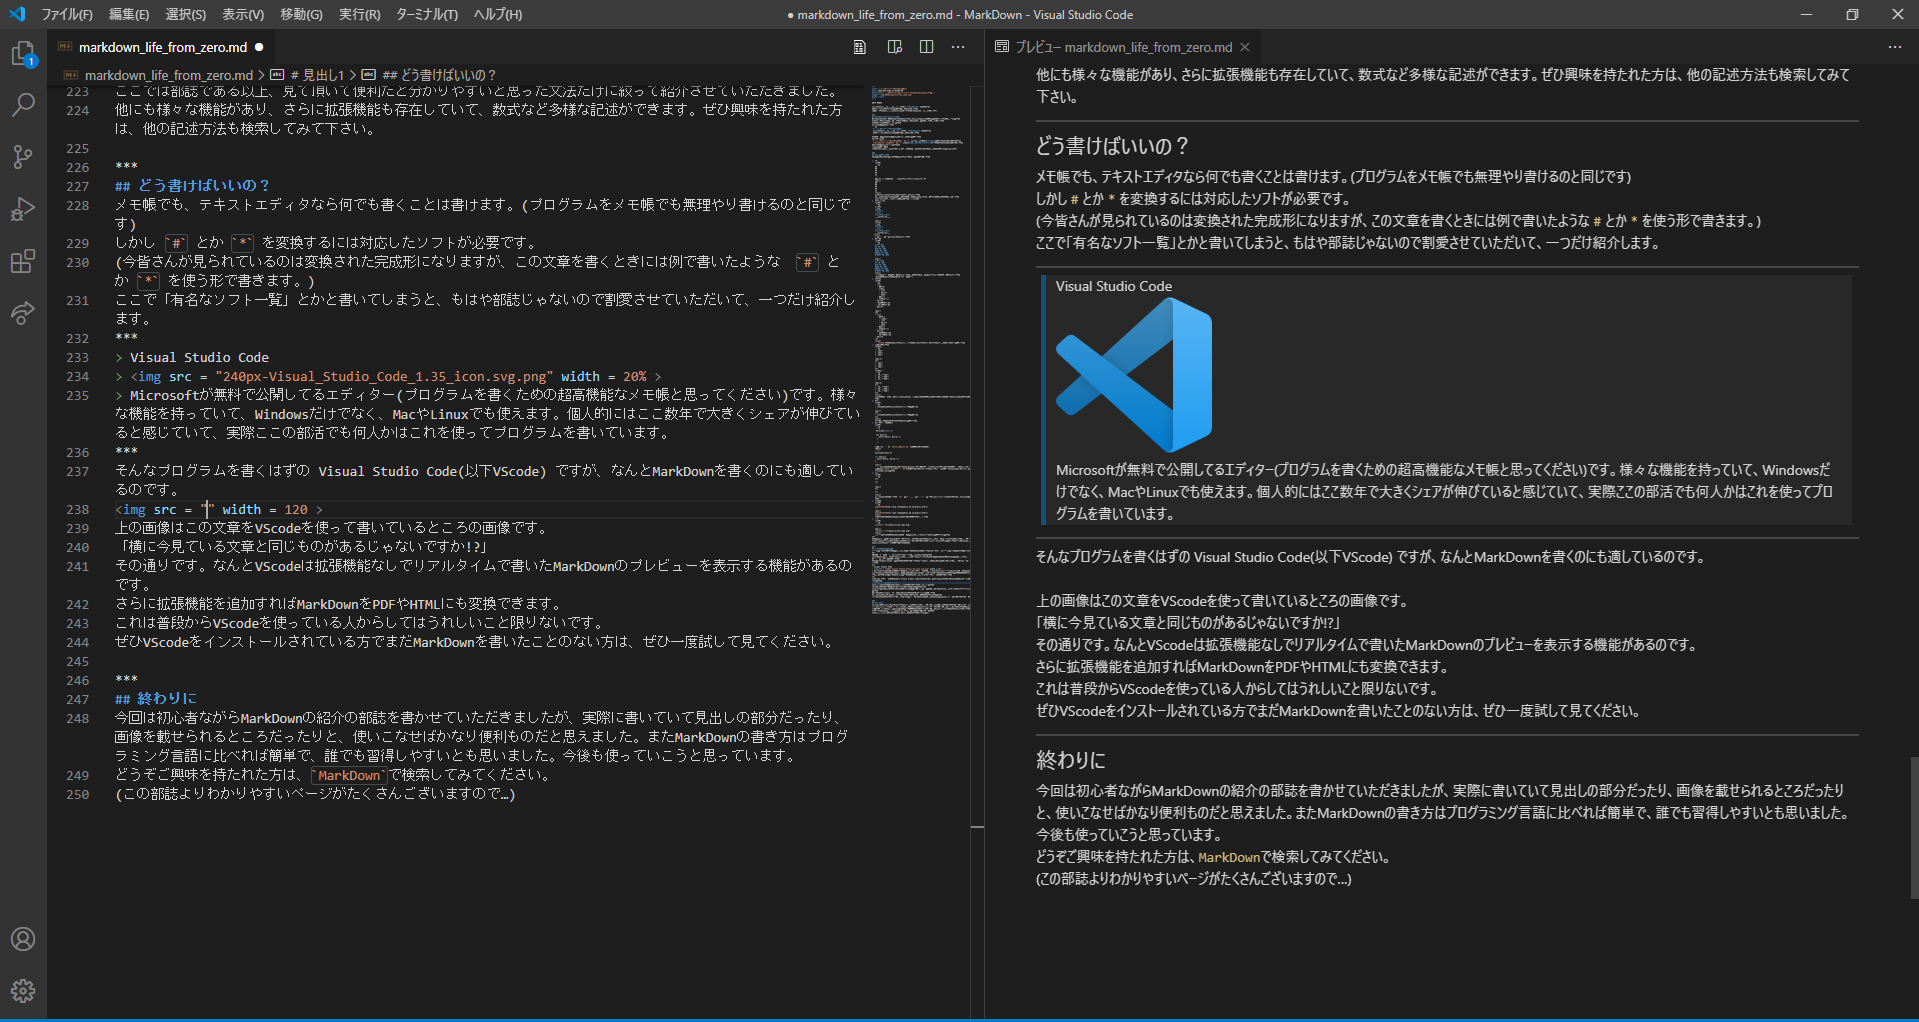 ファイル(F) 編集(E) 選択(S) 表示(V) 移動(G) 実行(R) ターミナル(T) ヘルプ(H)
● markdown_life_from_zero.md - MarkDown - Visual Studio Code
markdown_life_from_zero.md ●
markdown_life_from_zero.md > # 見出し1 > ## どう書けばいいの？
223 ここでは部誌である以上、見て頂いて便利だと分かりやすいと思った文法だけに絞って紹介させていただきました。
224 他にも様々な機能があり、さらに拡張機能も存在していて、数式など多様な記述ができます。ぜひ興味を持たれた方
は、他の記述方法も検索してみて下さい。
225
226 ***
227 ## どう書けばいいの？
228 メモ帳でも、テキストエディタなら何でも書くことは書けます。(プログラムをメモ帳でも無理やり書けるのと同じで
す)
229 しかし `#` とか `*` を変換するには対応したソフトが必要です。
230 (今皆さんが見られているのは変換された完成形になりますが、この文章を書くときには例で書いたような `#` と
か `*` を使う形で書きます。)
231 ここで「有名なソフト一覧」とかと書いてしまうと、もはや部誌じゃないので割愛させていただいて、一つだけ紹介し
ます。
232 ***
233 > Visual Studio Code
234 > <img src = "240px-Visual_Studio_Code_1.35_icon.svg.png" width = 20% >
235 > Microsoftが無料で公開してるエディター(プログラムを書くための超高機能なメモ帳と思ってください)です。様々
な機能を持っていて、Windowsだけでなく、MacやLinuxでも使えます。個人的にはここ数年で大きくシェアが伸びてい
ると感じていて、実際ここの部活でも何人かはこれを使ってプログラムを書いています。
236 ***
237 そんなプログラムを書くはずの Visual Studio Code(以下VScode) ですが、なんとMarkDownを書くのにも適してい
るのです。
238 <img src = "" width = 120 >
239 上の画像はこの文章をVScodeを使って書いているところの画像です。
240 「横に今見ている文章と同じものがあるじゃないですか!?」
241 その通りです。なんとVScodeは拡張機能なしでリアルタイムで書いたMarkDownのプレビューを表示する機能があるの
です。
242 さらに拡張機能を追加すればMarkDownをPDFやHTMLにも変換できます。
243 これは普段からVScodeを使っている人からしてはうれしいこと限りないです。
244 ぜひVScodeをインストールされている方でまだMarkDownを書いたことのない方は、ぜひ一度試して見てください。
245
246 ***
247 ## 終わりに
248 今回は初心者ながらMarkDownの紹介の部誌を書かせていただきましたが、実際に書いていて見出しの部分だったり、
画像を載せられるところだったりと、使いこなせばかなり便利ものだと思えました。またMarkDownの書き方はプログ
ラミング言語に比べれば簡単で、誰でも習得しやすいとも思いました。今後も使っていこうと思っています。
249 どうぞご興味を持たれた方は、`MarkDown`で検索してみてください。
250 (この部誌よりわかりやすいページがたくさんございますので…)
プレビュー markdown_life_from_zero.md
他にも様々な機能があり、さらに拡張機能も存在していて、数式など多様な記述ができます。ぜひ興味を持たれた方は、他の記述方法も検索してみて
下さい。
どう書けばいいの？
メモ帳でも、テキストエディタなら何でも書くことは書けます。(プログラムをメモ帳でも無理やり書けるのと同じです)
しかし # とか * を変換するには対応したソフトが必要です。
(今皆さんが見られているのは変換された完成形になりますが、この文章を書くときには例で書いたような # とか * を使う形で書きます。)
ここで「有名なソフト一覧」とかと書いてしまうと、もはや部誌じゃないので割愛させていただいて、一つだけ紹介します。
Visual Studio Code
Microsoftが無料で公開してるエディター(プログラムを書くための超高機能なメモ帳と思ってください)です。様々な機能を持っていて、Windowsだ
けでなく、MacやLinuxでも使えます。個人的にはここ数年で大きくシェアが伸びていると感じていて、実際ここの部活でも何人かはこれを使ってプロ
グラムを書いています。
そんなプログラムを書くはずの Visual Studio Code(以下VScode) ですが、なんとMarkDownを書くのにも適しているのです。
上の画像はこの文章をVScodeを使って書いているところの画像です。
「横に今見ている文章と同じものがあるじゃないですか!?」
その通りです。なんとVScodeは拡張機能なしでリアルタイムで書いたMarkDownのプレビューを表示する機能があるのです。
さらに拡張機能を追加すればMarkDownをPDFやHTMLにも変換できます。
これは普段からVScodeを使っている人からしてはうれしいこと限りないです。
ぜひVScodeをインストールされている方でまだMarkDownを書いたことのない方は、ぜひ一度試して見てください。
終わりに
今回は初心者ながらMarkDownの紹介の部誌を書かせていただきましたが、実際に書いていて見出しの部分だったり、画像を載せられるところだったり
と、使いこなせばかなり便利ものだと思えました。またMarkDownの書き方はプログラミング言語に比べれば簡単で、誰でも習得しやすいとも思いました。
今後も使っていこうと思っています。
どうぞご興味を持たれた方は、MarkDownで検索してみてください。
(この部誌よりわかりやすいページがたくさんございますので...)
1